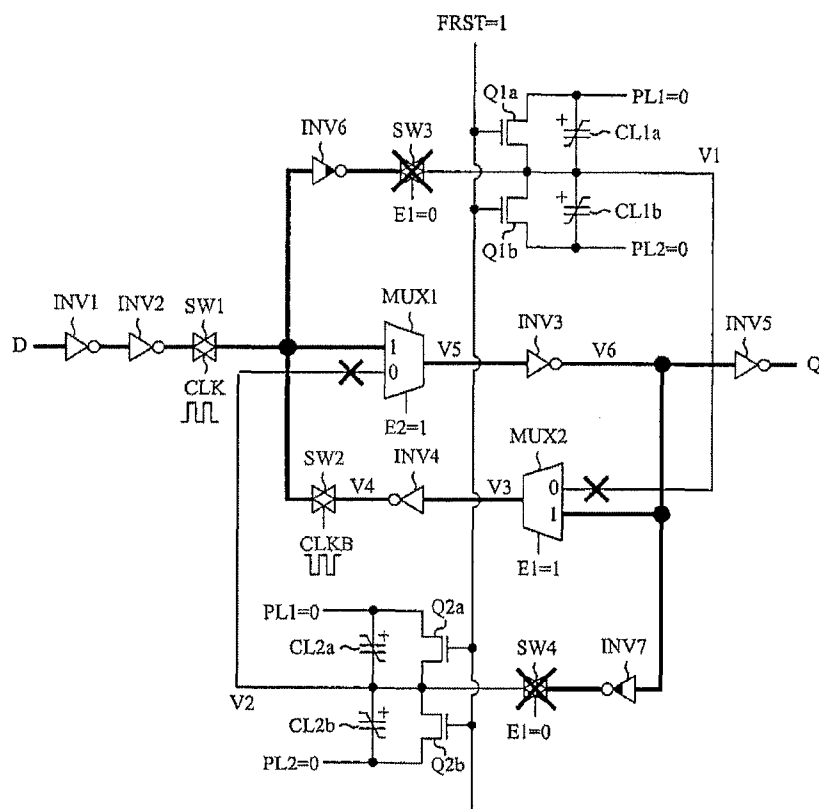 FRST=1
Q1a
PL1=0
INV6
SW3
+
CL1a
V1
E1=0
+
CL1b
Q1b
PL2=0
INV1
INV2
SW1
MUX1
INV3
INV5
D
1
V5
V6
Q
0
CLK
E2=1
MUX2
SW2
INV4
V4
V3
0
1
CLKB
E1=1
PL1=0
Q2a
CL2a
+
SW4
INV7
V2
CL2b
+
E1=0
PL2=0
Q2b